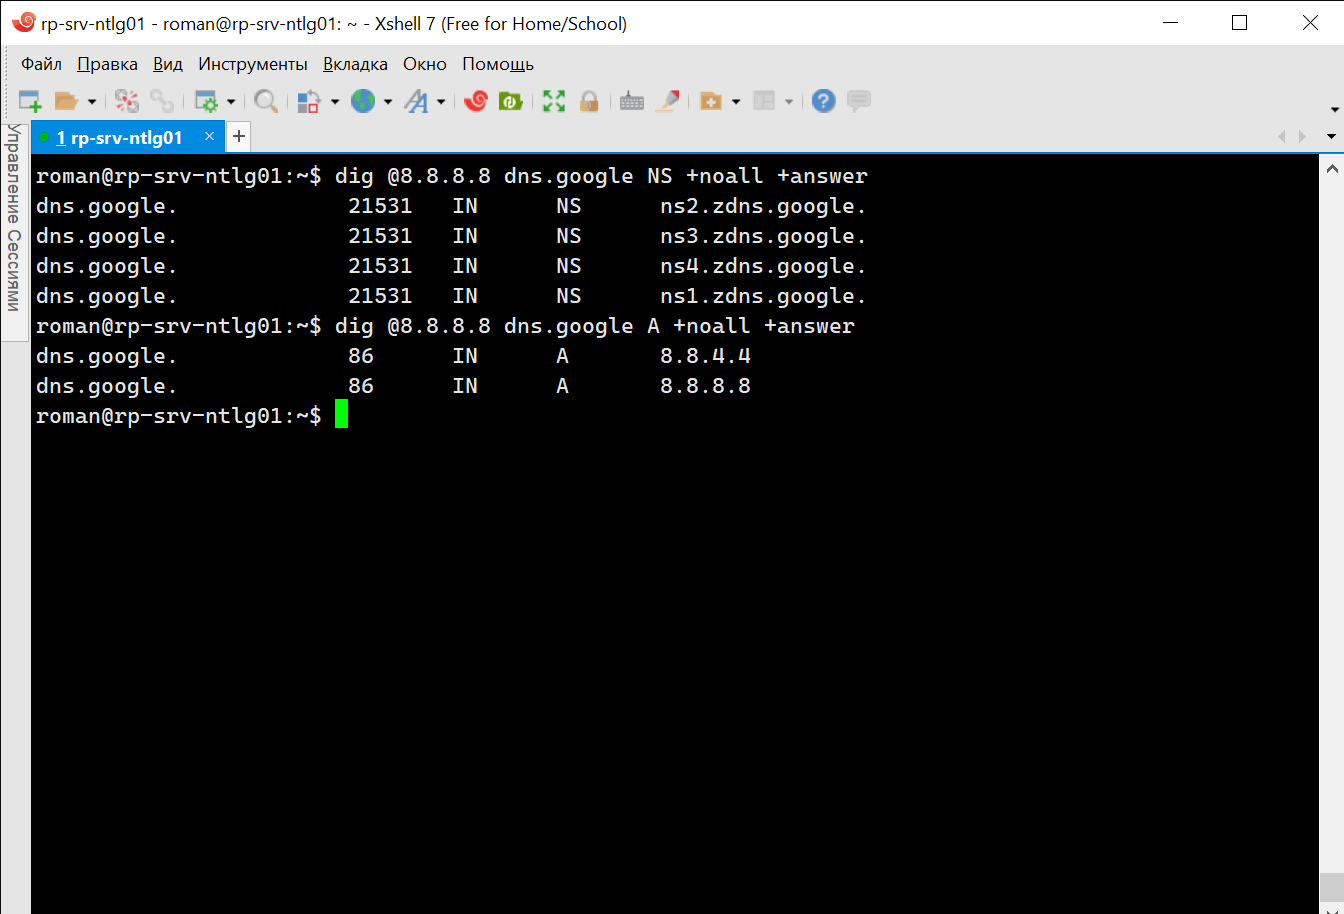 rp-srv-ntlg01 - roman@rp-srv-ntlg01: ~ - Xshell 7 (Free for Home/School)
Файл Правка Вид Инструменты Вкладка Окно Помощь
1 rp-srv-ntlg01 × +
Управление Сессиями
roman@rp-srv-ntlg01:~$ dig @8.8.8.8 dns.google NS +noall +answer
dns.google. 21531 IN NS ns2.zdns.google.
dns.google. 21531 IN NS ns3.zdns.google.
dns.google. 21531 IN NS ns4.zdns.google.
dns.google. 21531 IN NS ns1.zdns.google.
roman@rp-srv-ntlg01:~$ dig @8.8.8.8 dns.google A +noall +answer
dns.google. 86 IN A 8.8.4.4
dns.google. 86 IN A 8.8.8.8
roman@rp-srv-ntlg01:~$